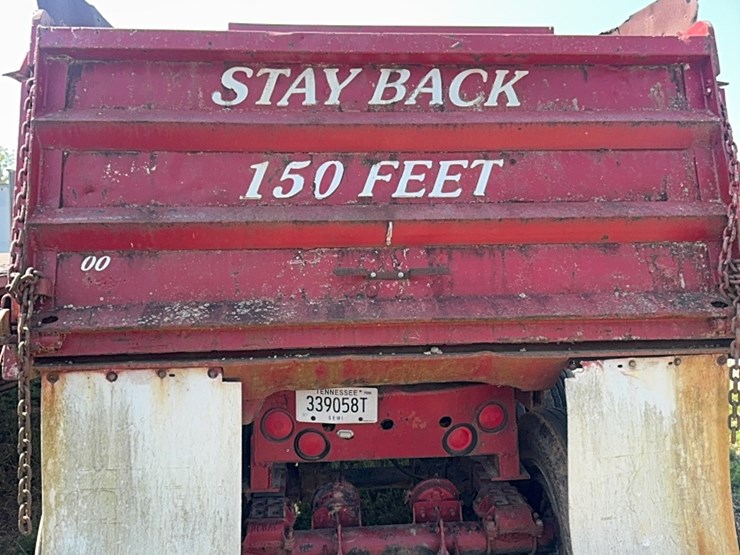 STAY BACK
150 FEET
00
TENNESSEE
339058T
SEMI